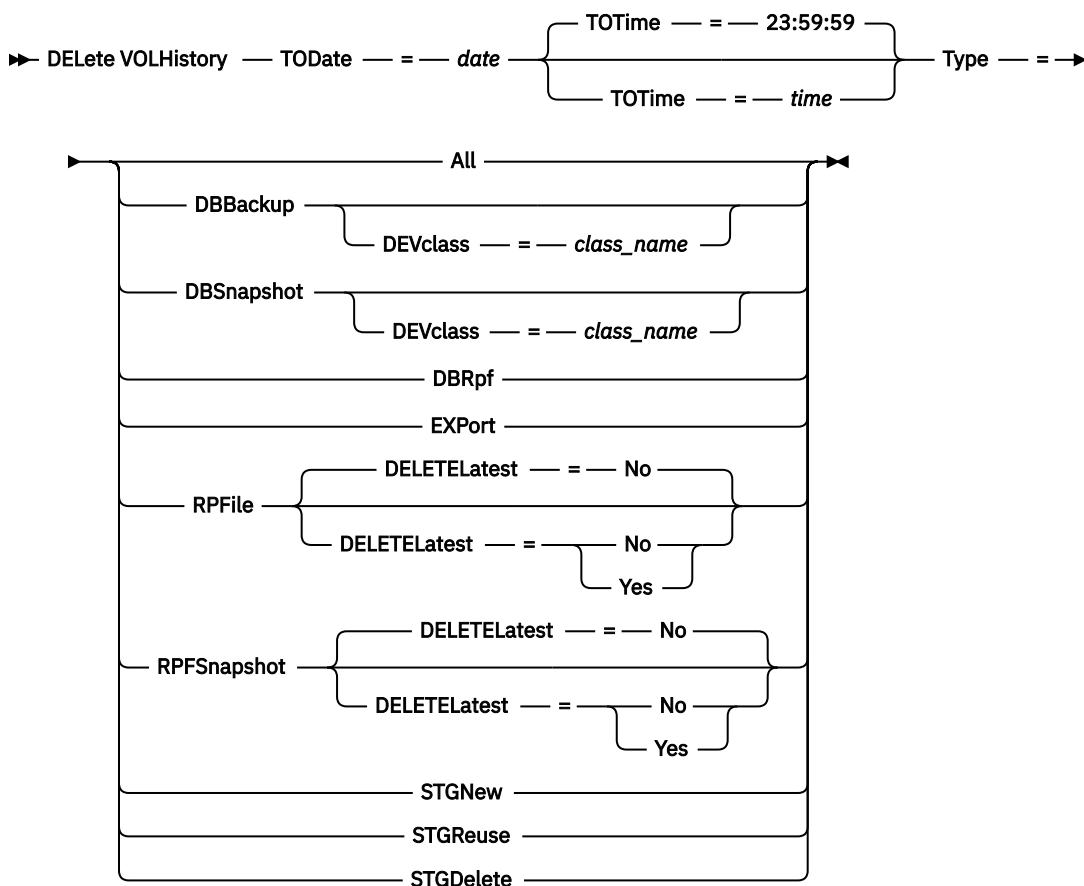 TOTime = 23:59:59
DELete VOLHistory TODate = date Type =
TOTime = time
All
DBBackup
DEVclass = class_name
DBSnapshot
DEVclass = class_name
DBRpf
EXPort
DELETELatest = No
RPFile
DELETELatest = No
Yes
DELETELatest = No
RPFSnapshot
DELETELatest = No
Yes
STGNew
STGReuse
STGDelete